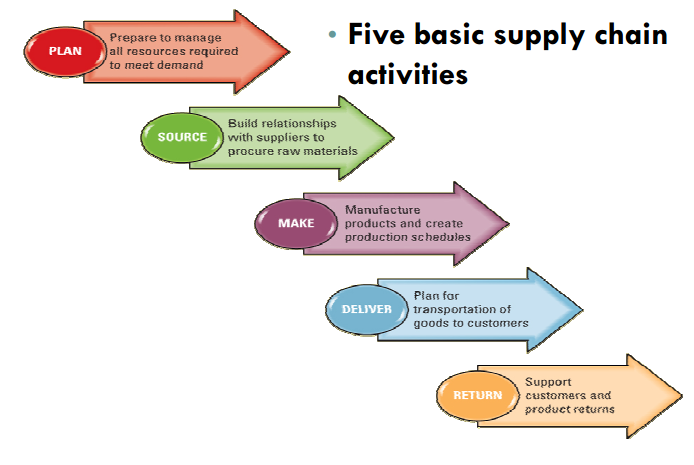 • Five basic supply chain
activities
PLAN
Prepare to manage
all resources required
to meet demand
SOURCE
Build relationships
with suppliers to
procure raw materials
MAKE
Manufacture
products and create
production schedules
DELIVER
Plan for
transportation of
goods to customers
RETURN
Support
customers and
product returns